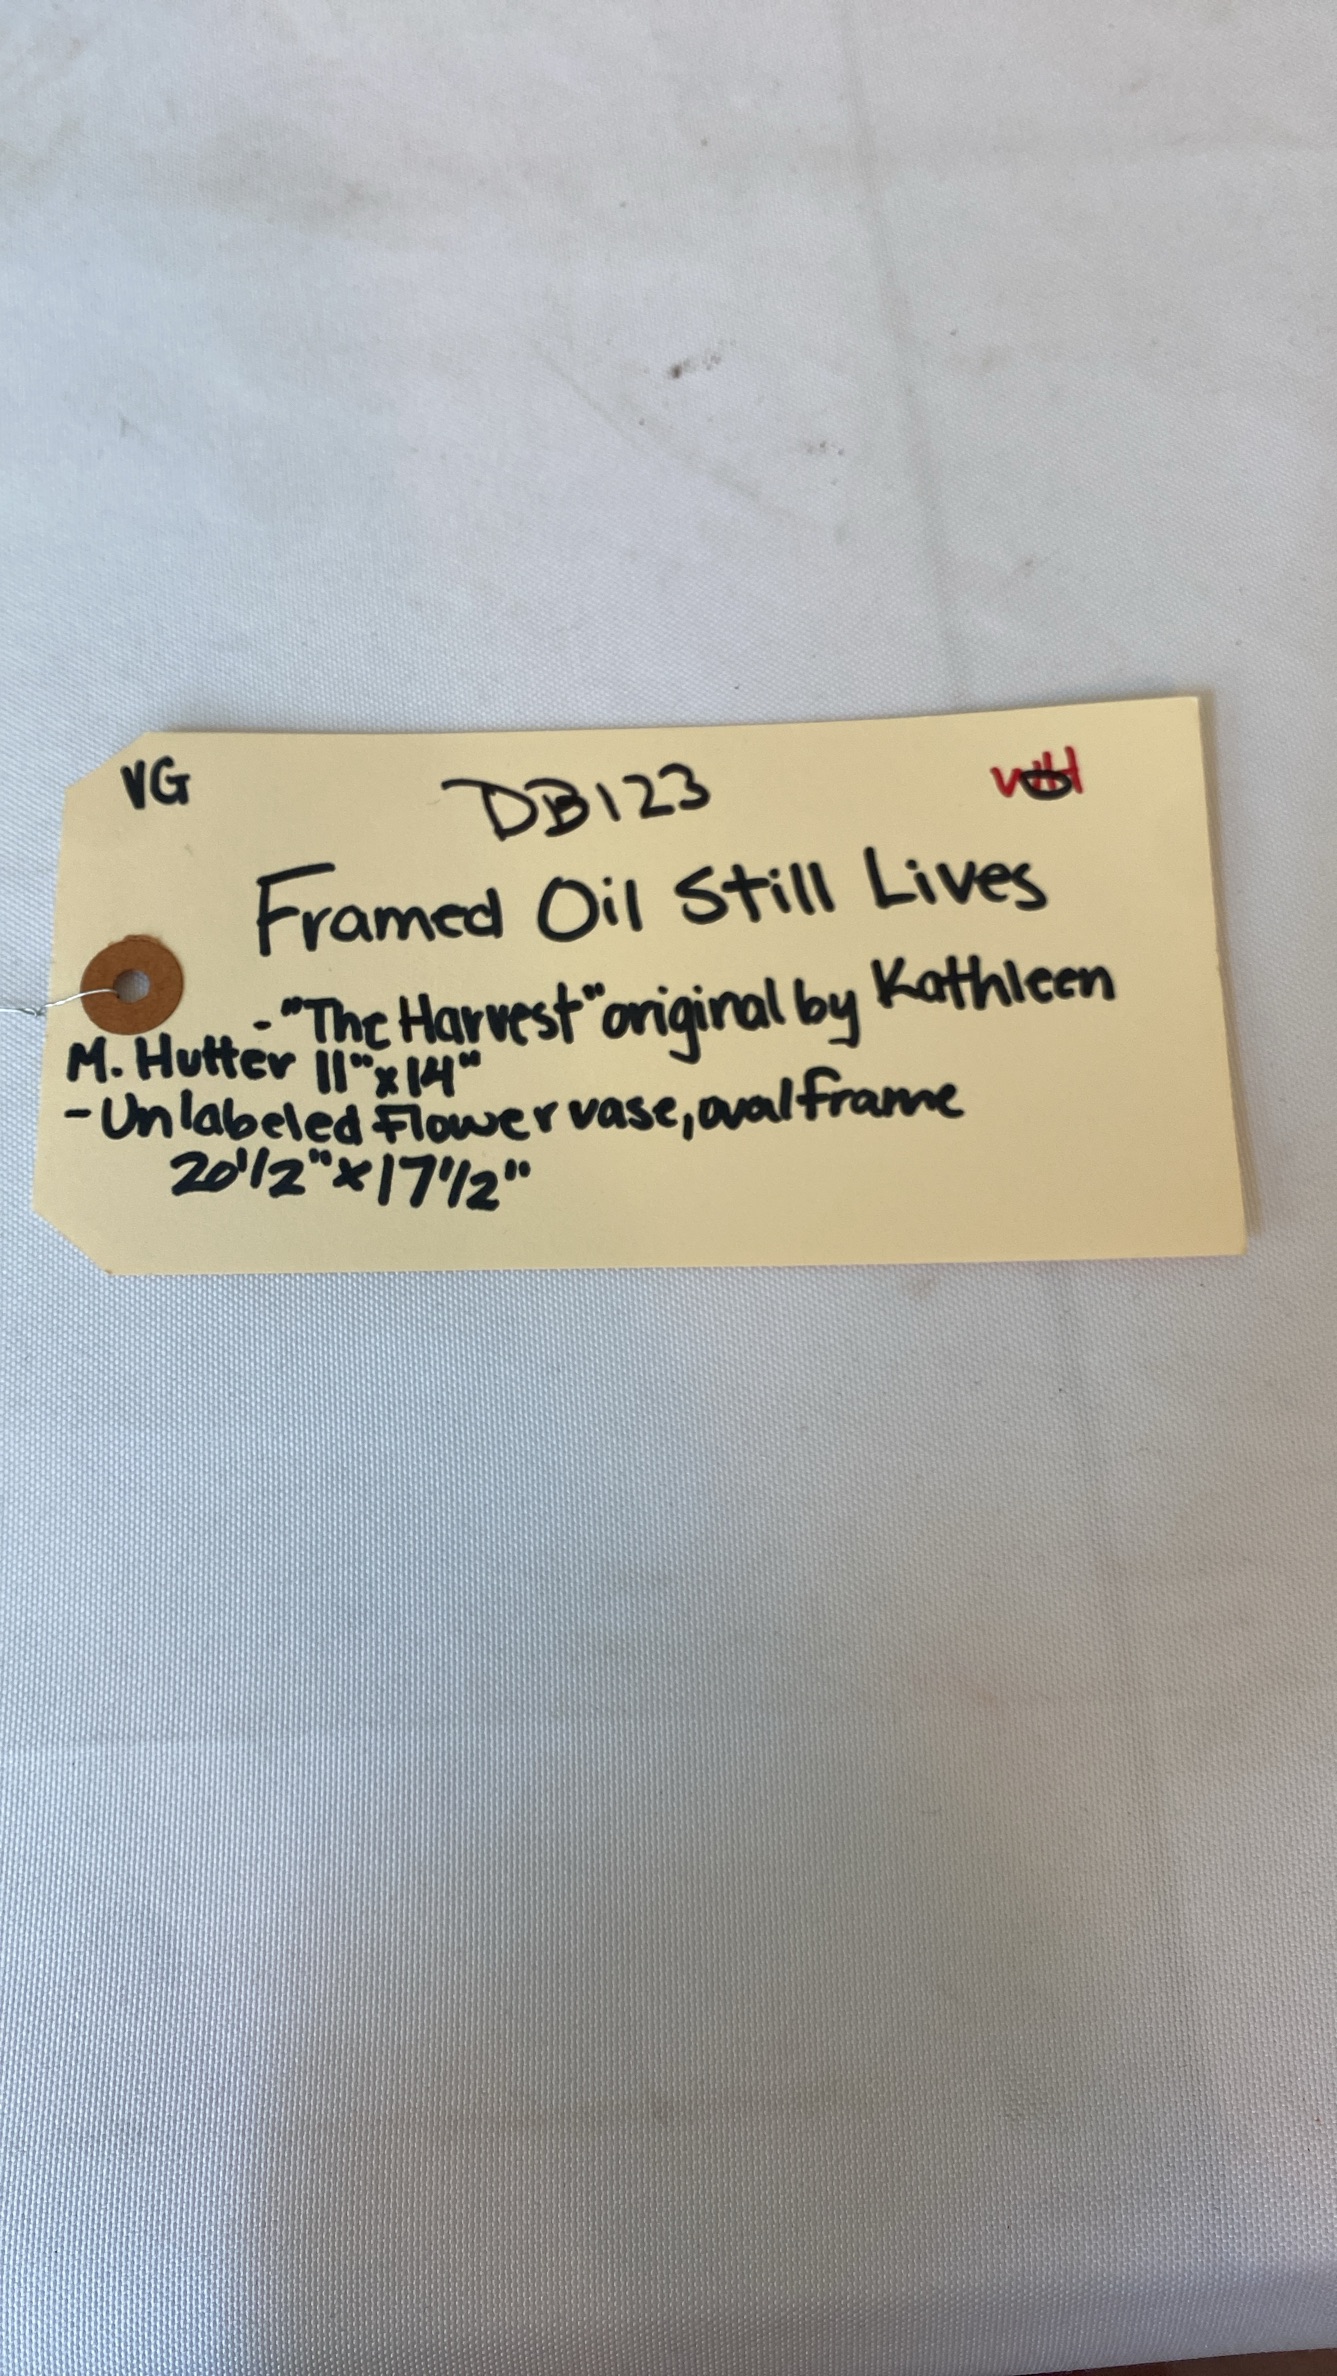 VG DB123
Framed Oil Still Lives
-"The Harvest" original by Kathleen
M. Hutter 11"x14"
-Unlabeled Flower vase, oval frame
20 1/2" x 17 1/2"